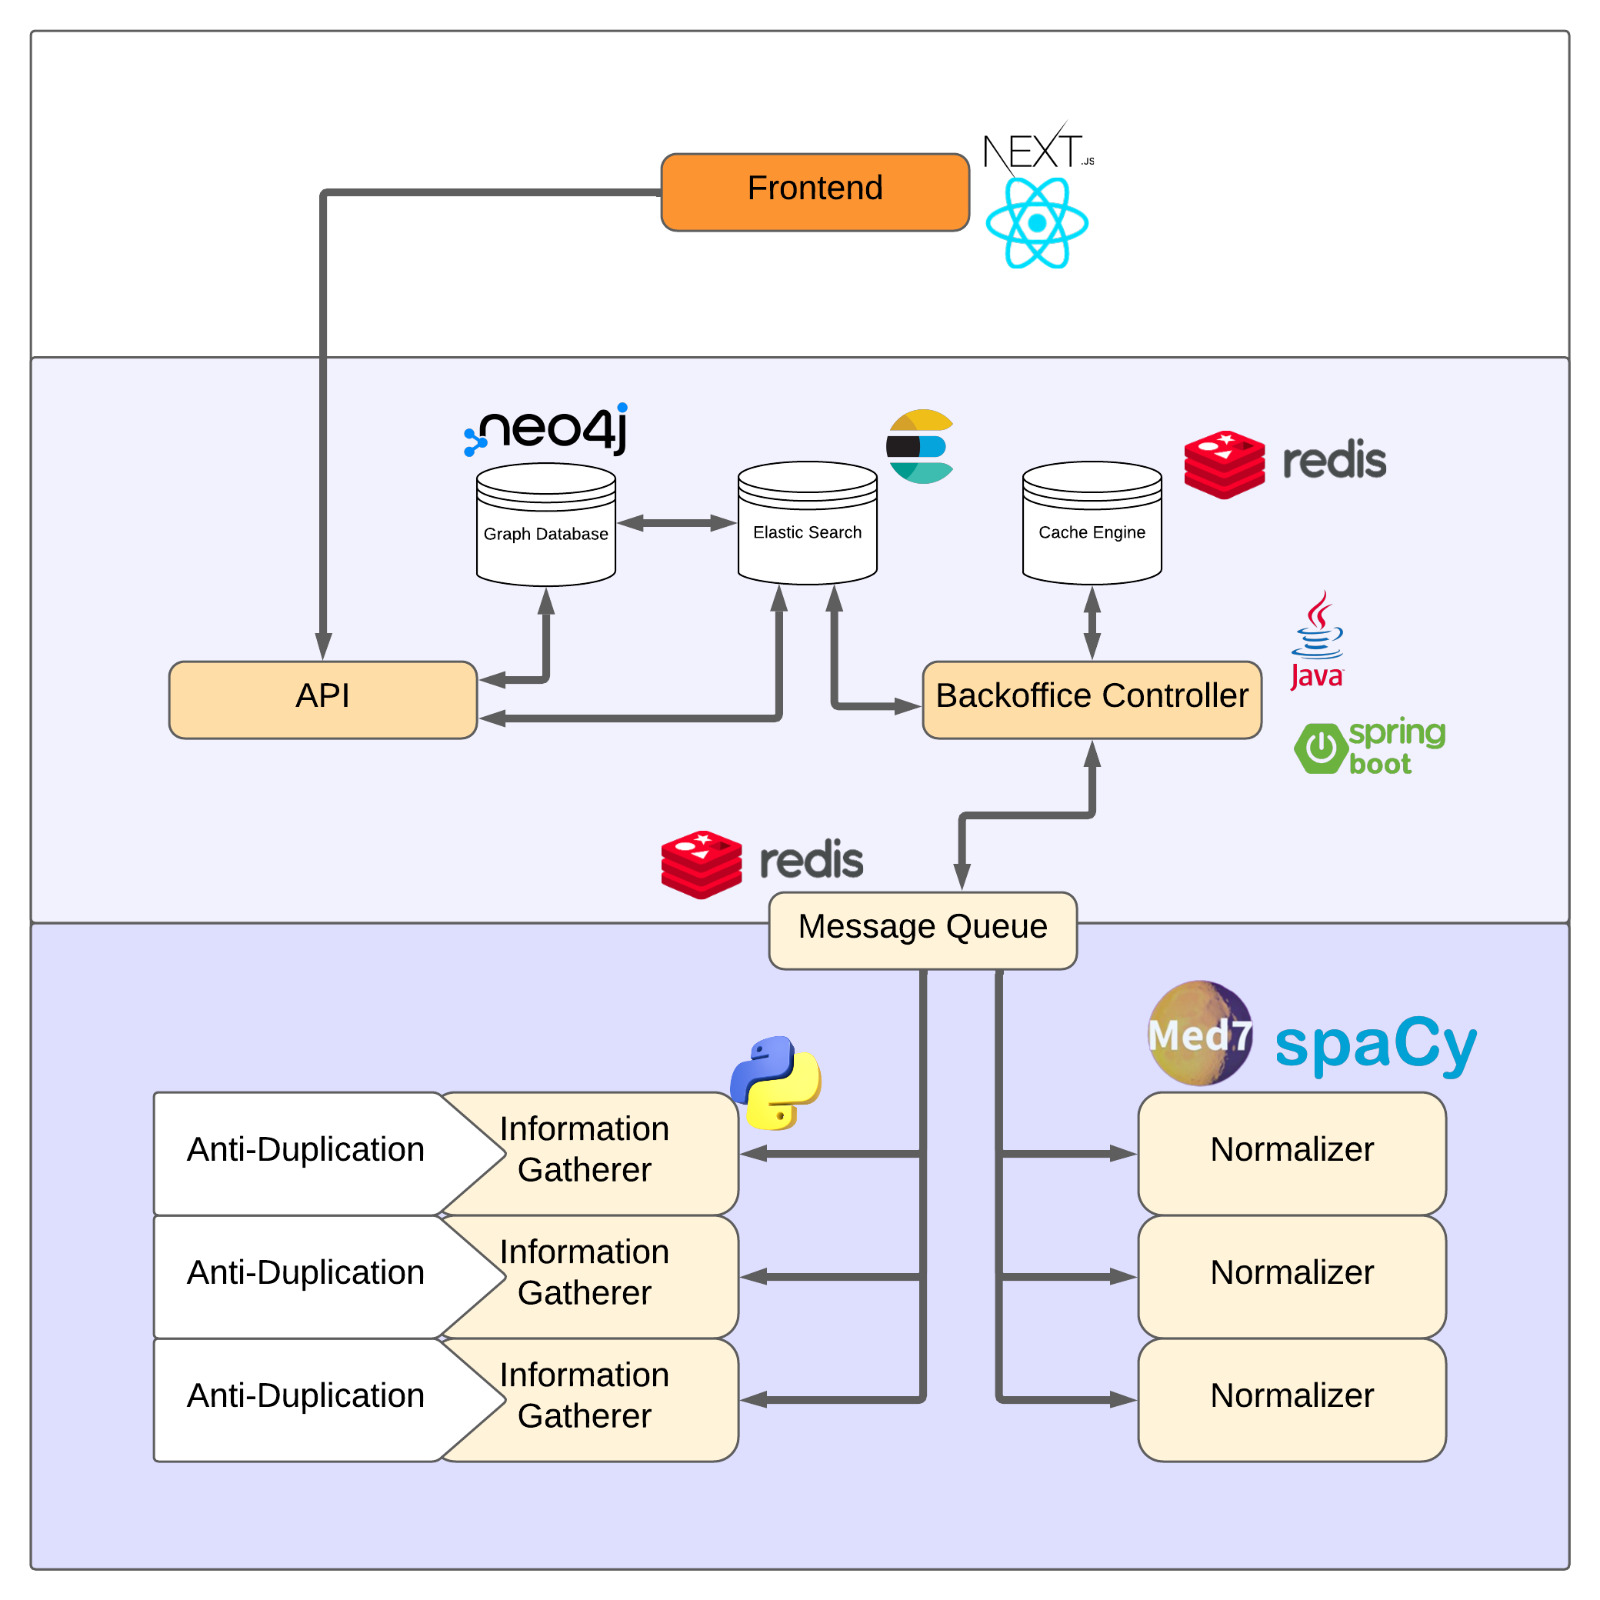 Frontend
NEXT
.JS
neo4j
redis
Graph Database
Elastic Search
Cache Engine
API
Backoffice Controller
Java
spring
boot
redis
Message Queue
Med7
spaCy
Anti-Duplication
Information
Gatherer
Normalizer
Anti-Duplication
Information
Gatherer
Normalizer
Anti-Duplication
Information
Gatherer
Normalizer